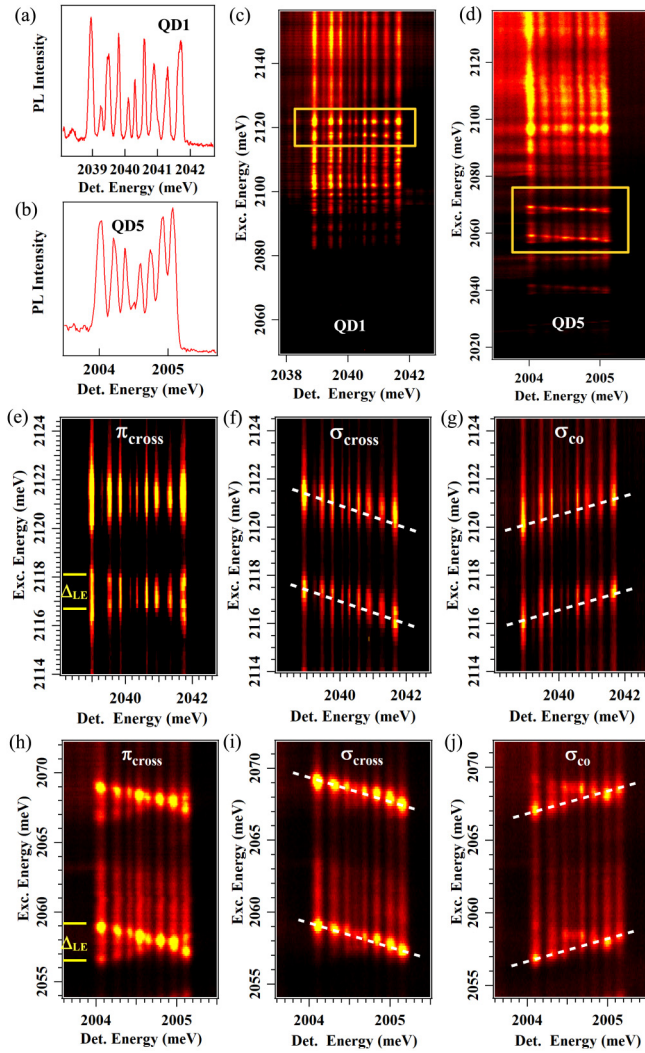 (a)
QD1
PL Intensity
2039 2040 2041 2042
Det. Energy (meV)
(b)
QD5
PL Intensity
2004 2005
Det. Energy (meV)
(c)
Exc. Energy (meV)
2120
2100
2080
2060
QD1
2038 2040 2042
Det. Energy (meV)
(d)
Exc. Energy (meV)
2120
2100
2080
2060
2040
2020
QD5
2004 2005
Det. Energy (meV)
(e)
πcross
Exc. Energy (meV)
2124
2122
2120
2118
2116
2114
ΔLE
2040 2042
Det. Energy (meV)
(f)
σcross
Exc. Energy (meV)
2124
2122
2120
2118
2116
2114
2040 2042
Det. Energy (meV)
(g)
σco
Exc. Energy (meV)
2124
2122
2120
2118
2116
2114
2040 2042
Det. Energy (meV)
(h)
πcross
Exc. Energy (meV)
2070
2065
2060
2055
ΔLE
2004 2005
Det. Energy (meV)
(i)
σcross
Exc. Energy (meV)
2070
2065
2060
2055
2004 2005
Det. Energy (meV)
(j)
σco
Exc. Energy (meV)
2070
2065
2060
2055
2004 2005
Det. Energy (meV)